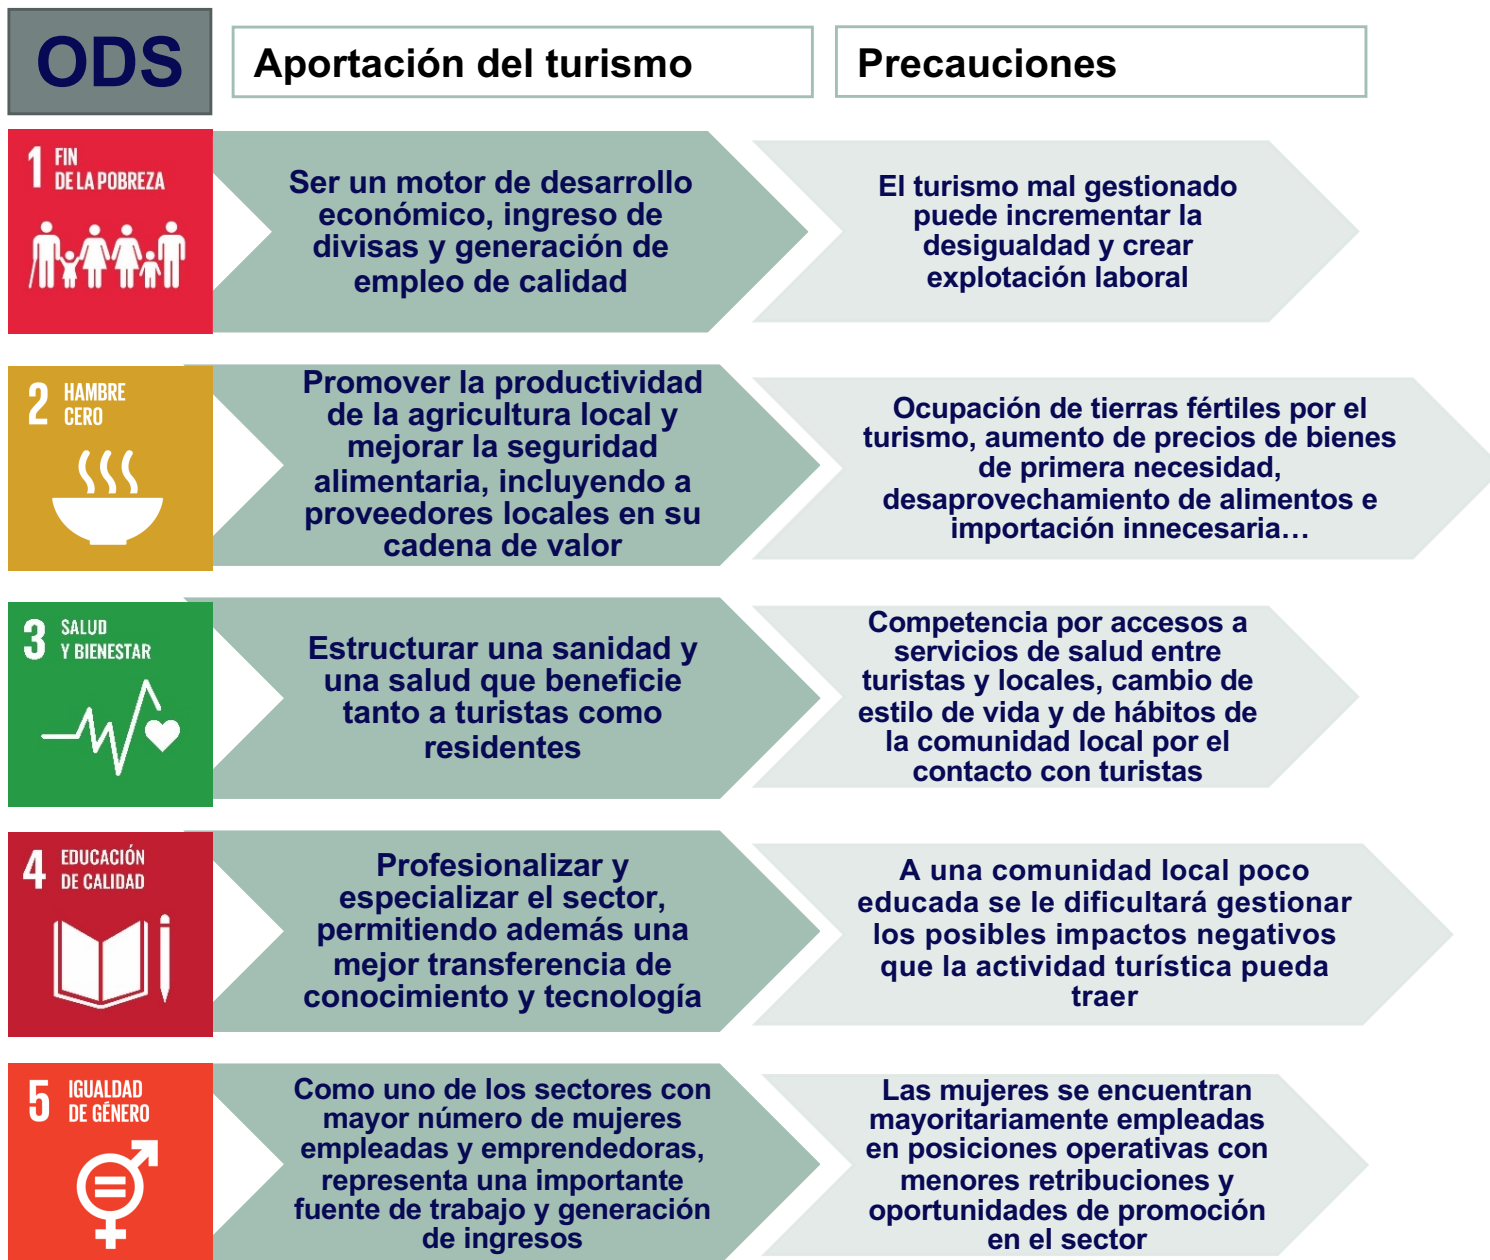 ODS
Aportación del turismo
Precauciones
1 FIN
DE LA POBREZA
Ser un motor de desarrollo
económico, ingreso de
divisas y generación de
empleo de calidad
El turismo mal gestionado
puede incrementar la
desigualdad y crear
explotación laboral
2 HAMBRE
CERO
Promover la productividad
de la agricultura local y
mejorar la seguridad
alimentaria, incluyendo a
proveedores locales en su
cadena de valor
Ocupación de tierras fértiles por el
turismo, aumento de precios de bienes
de primera necesidad,
desaprovechamiento de alimentos e
importación innecesaria…
3 SALUD
Y BIENESTAR
Estructurar una sanidad y
una salud que beneficie
tanto a turistas como
residentes
Competencia por accesos a
servicios de salud entre
turistas y locales, cambio de
estilo de vida y de hábitos de
la comunidad local por el
contacto con turistas
4 EDUCACIÓN
DE CALIDAD
Profesionalizar y
especializar el sector,
permitiendo además una
mejor transferencia de
conocimiento y tecnología
A una comunidad local poco
educada se le dificultará gestionar
los posibles impactos negativos
que la actividad turística pueda
traer
5 IGUALDAD
DE GÉNERO
Como uno de los sectores con
mayor número de mujeres
empleadas y emprendedoras,
representa una importante
fuente de trabajo y generación
de ingresos
Las mujeres se encuentran
mayoritariamente empleadas
en posiciones operativas con
menores retribuciones y
oportunidades de promoción
en el sector